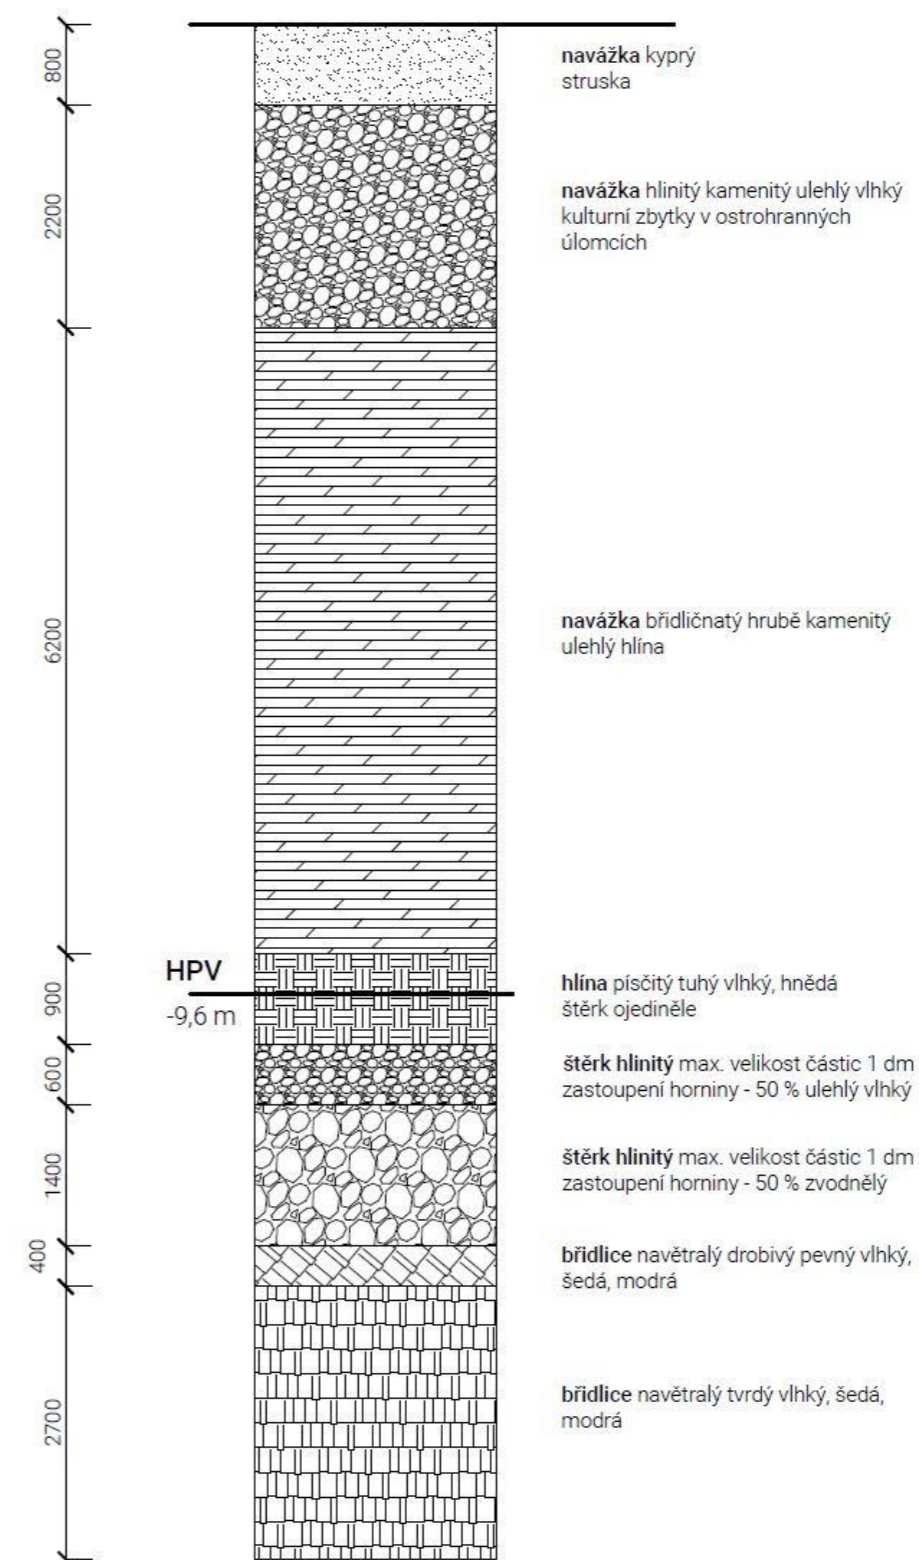 800
navážka kyprý
struska
2200
navážka hlinitý kamenitý ulehlý vlhký
kulturní zbytky v ostrohranných
úlomcích
6200
navážka břidličnatý hrubě kamenitý
ulehlý hlína
HPV
-9,6 m
900
hlína písčitý tuhý vlhký, hnědá
štěrk ojediněle
600
štěrk hlinitý max. velikost částic 1 dm
zastoupení horniny - 50 % ulehlý vlhký
1400
štěrk hlinitý max. velikost částic 1 dm
zastoupení horniny - 50 % zvodnělý
400
břidlice navětralý drobivý pevný vlhký,
šedá, modrá
2700
břidlice navětralý tvrdý vlhký, šedá,
modrá